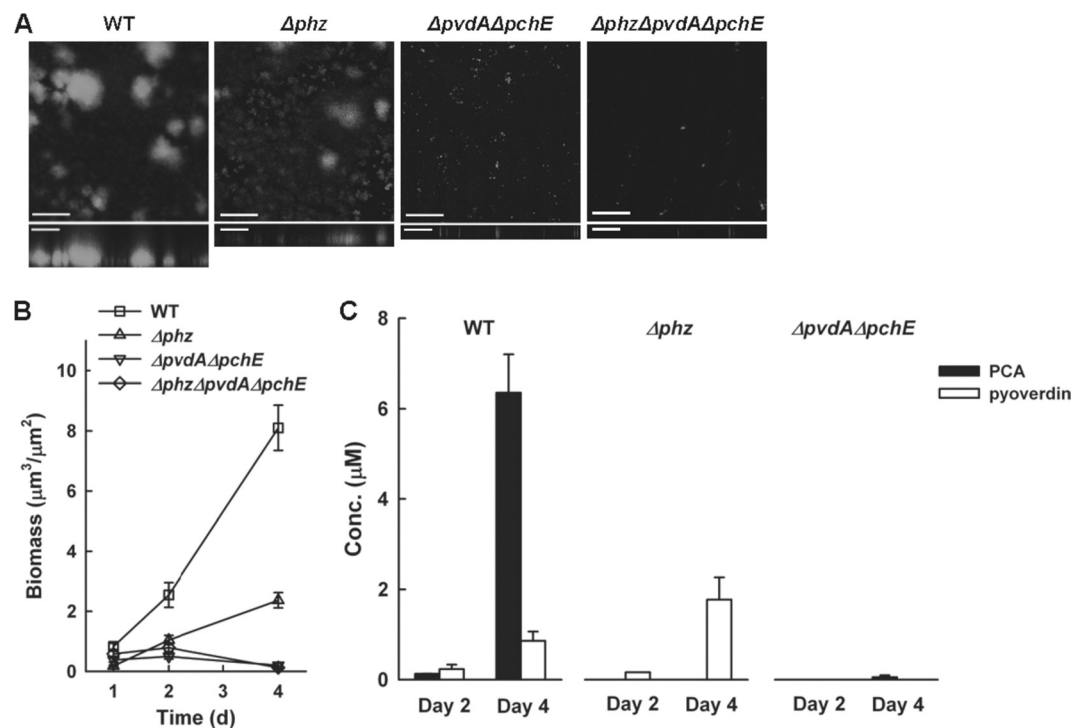 A
WT
Δphz
ΔpvdAΔpchE
ΔphzΔpvdAΔpchE
B
WT
Δphz
ΔpvdAΔpchE
ΔphzΔpvdAΔpchE
Biomass (μm³/μm²)
10
8
6
4
2
0
1
2
3
4
Time (d)
C
WT
Δphz
ΔpvdAΔpchE
PCA
pyoverdin
Conc. (μM)
8
6
4
2
0
Day 2
Day 4
Day 2
Day 4
Day 2
Day 4